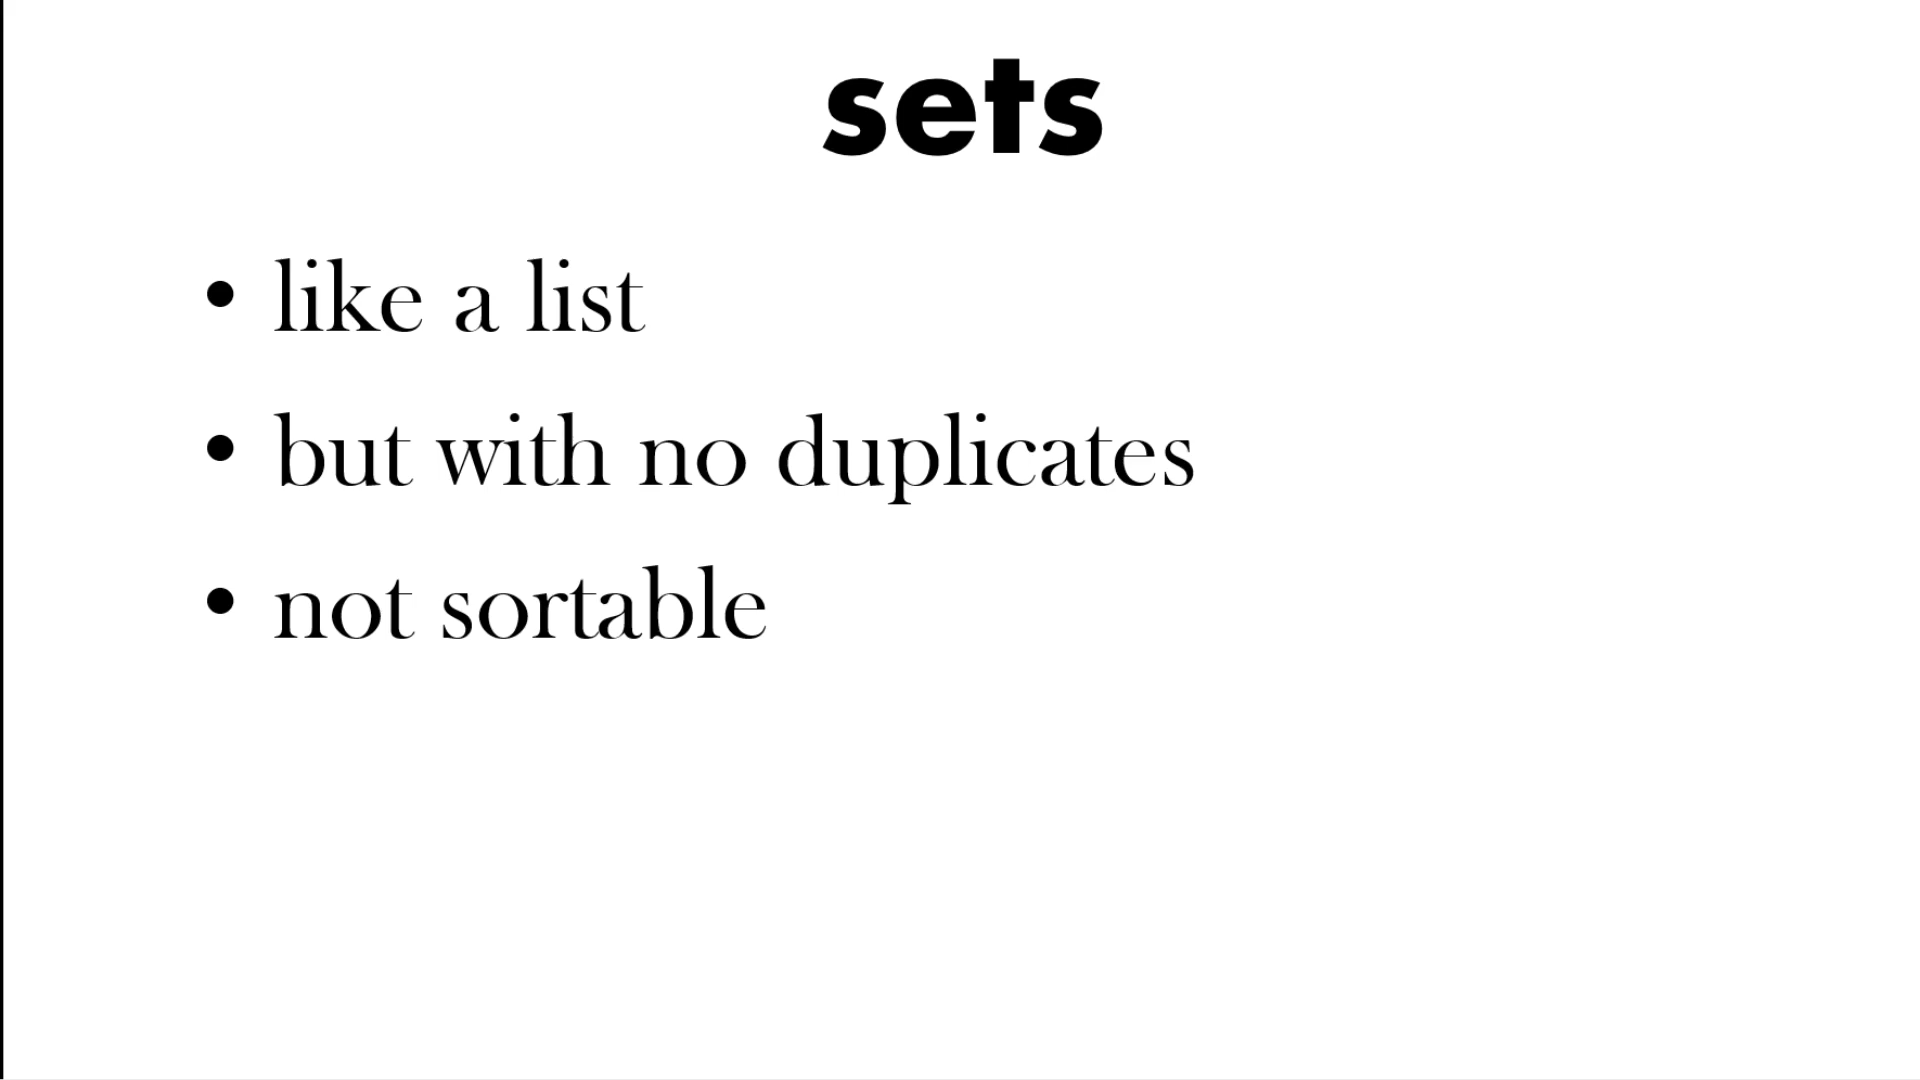 sets
• like a list
• but with no duplicates
• not sortable